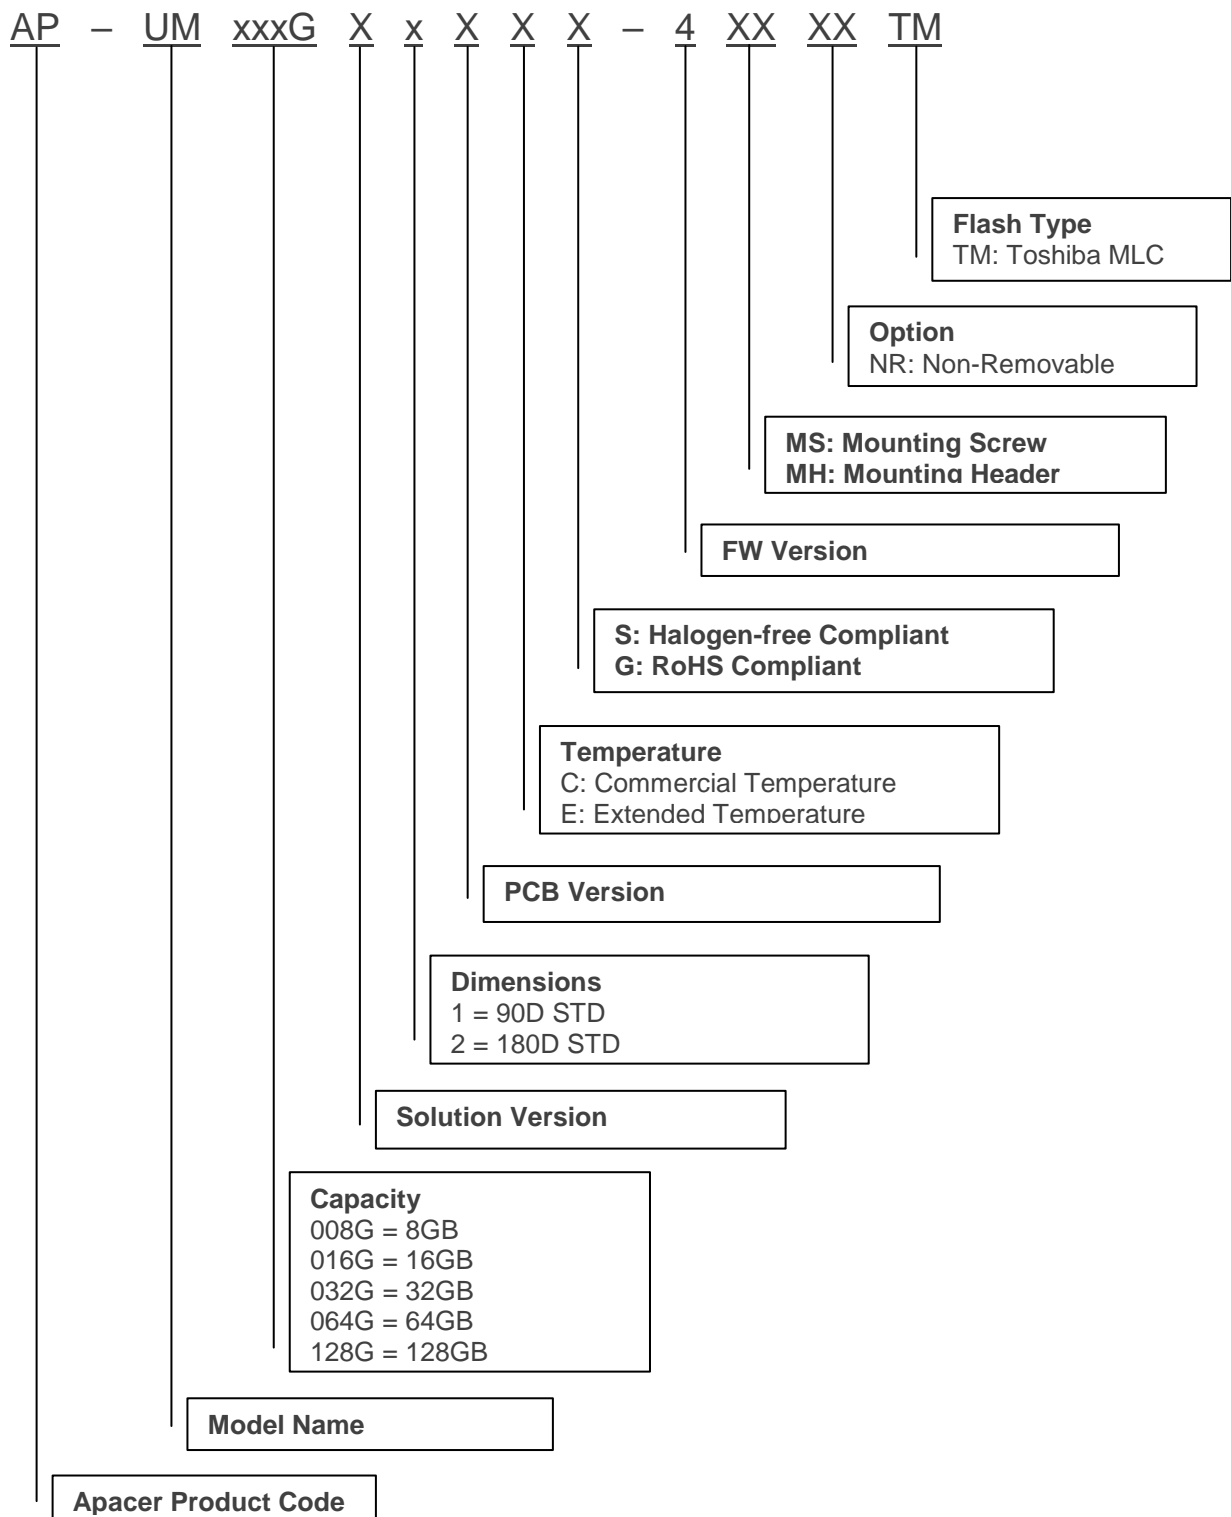 AP – UM xxxG X x X X X – 4 XX XX TM
Flash Type
TM: Toshiba MLC
Option
NR: Non-Removable
MS: Mounting Screw
MH: Mounting Header
FW Version
S: Halogen-free Compliant
G: RoHS Compliant
Temperature
C: Commercial Temperature
E: Extended Temperature
PCB Version
Dimensions
1 = 90D STD
2 = 180D STD
Solution Version
Capacity
008G = 8GB
016G = 16GB
032G = 32GB
064G = 64GB
128G = 128GB
Model Name
Apacer Product Code